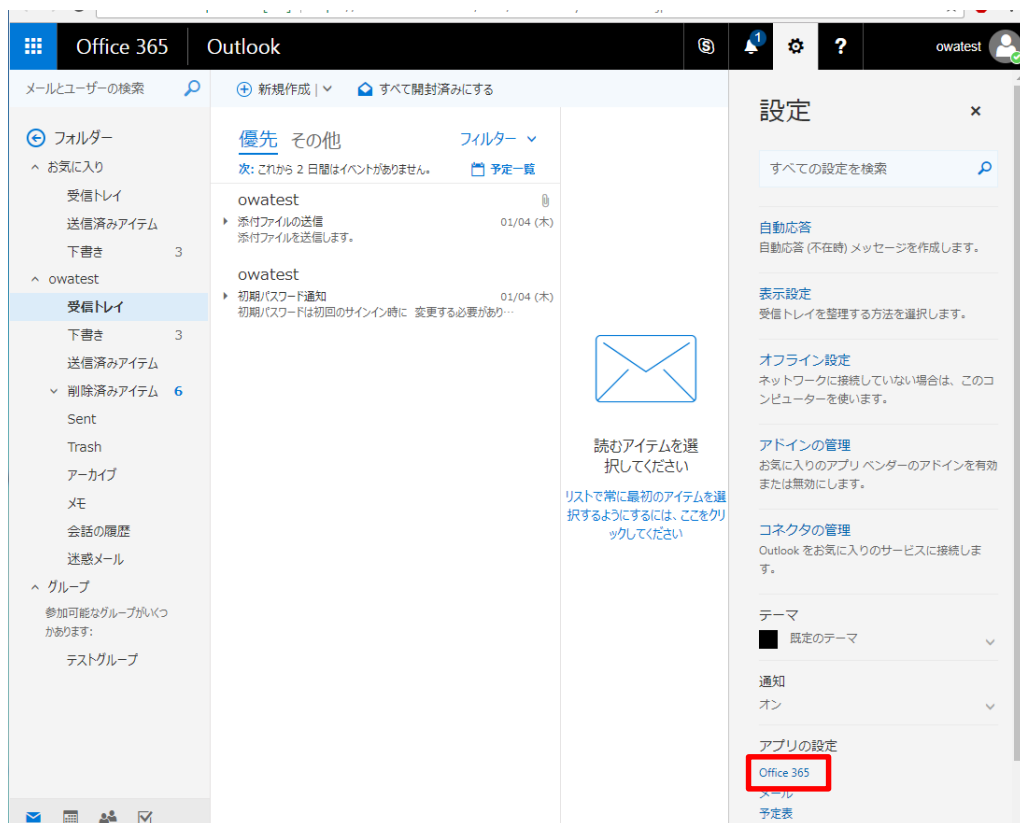 Office 365
Outlook
1
?
owatest
メールとユーザーの検索
新規作成 |
すべて開封済みにする
フォルダー
お気に入り
受信トレイ
送信済みアイテム
下書き 3
owatest
受信トレイ
下書き 3
送信済みアイテム
削除済みアイテム 6
Sent
Trash
アーカイブ
メモ
会話の履歴
迷惑メール
グループ
参加可能なグループがいくつ
かあります:
テストグループ
優先 その他 フィルター
次: これから 2 日間はイベントがありません。 予定一覧
owatest
添付ファイルの送信 01/04 (木)
添付ファイルを送信します。
owatest
初期パスワード通知 01/04 (木)
初期パスワードは初回のサインイン時に 変更する必要があり…
読むアイテムを選
択してください
リストで常に最初のアイテムを選
択するようにするには、ここをクリ
ックしてください
設定 ×
すべての設定を検索
自動応答
自動応答 (不在時) メッセージを作成します。
表示設定
受信トレイを整理する方法を選択します。
オフライン設定
ネットワークに接続していない場合は、このコ
ンピューターを使います。
アドインの管理
お気に入りのアプリ ベンダーのアドインを有効
または無効にします。
コネクタの管理
Outlook をお気に入りのサービスに接続しま
す。
テーマ
既定のテーマ
通知
オン
アプリの設定
Office 365
メール
予定表